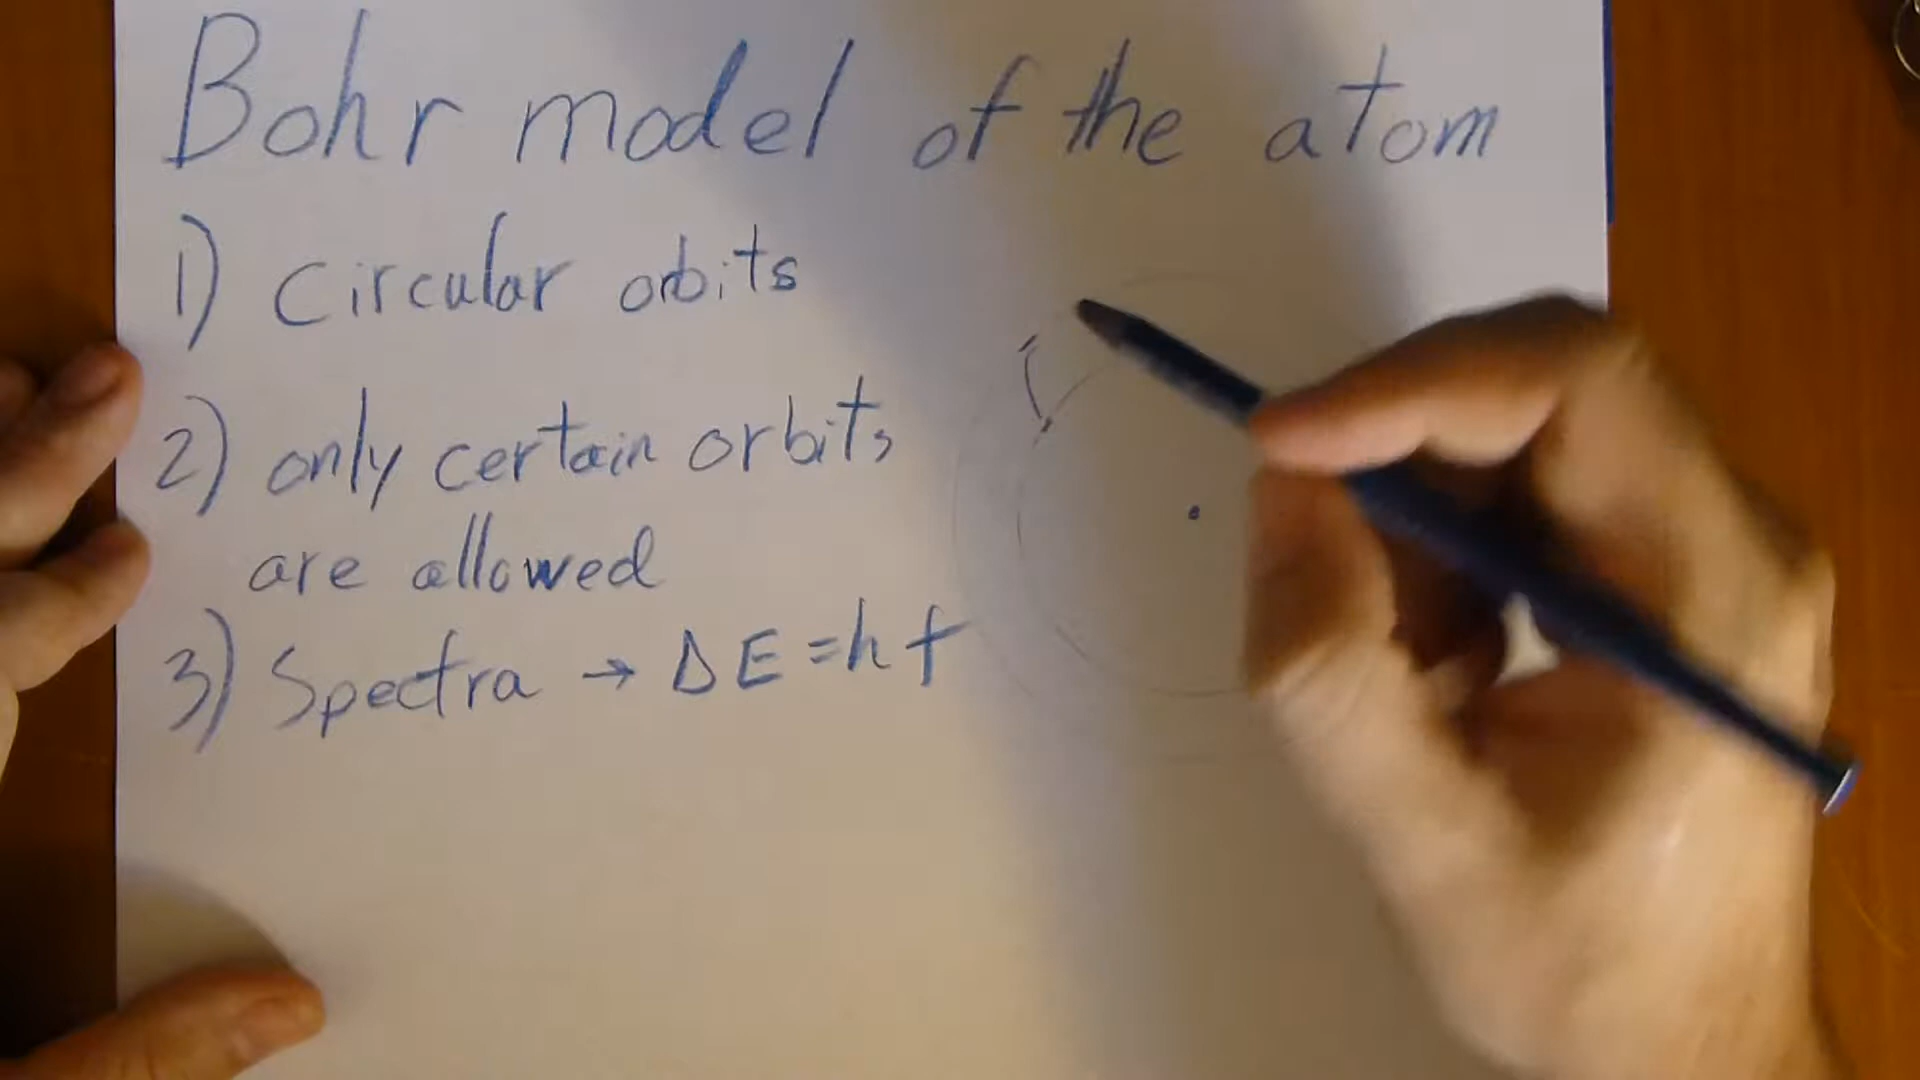 Bohr model of the atom
1) circular orbits
2) only certain orbits
are allowed
3) Spectra → ΔE = hf